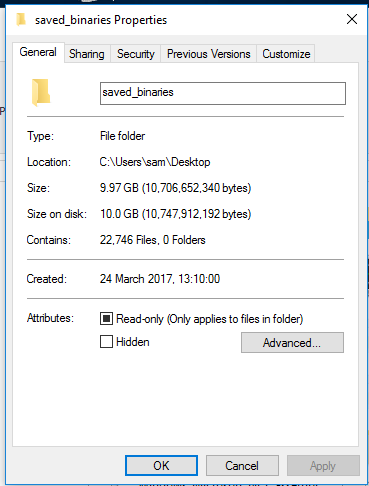 saved_binaries Properties
General Sharing Security Previous Versions Customize
saved_binaries
Type: File folder
Location: C:\Users\sam\Desktop
Size: 9.97 GB (10,706,652,340 bytes)
Size on disk: 10.0 GB (10,747,912,192 bytes)
Contains: 22,746 Files, 0 Folders
Created: 24 March 2017, 13:10:00
Attributes: Read-only (Only applies to files in folder)
Hidden Advanced...
OK Cancel Apply